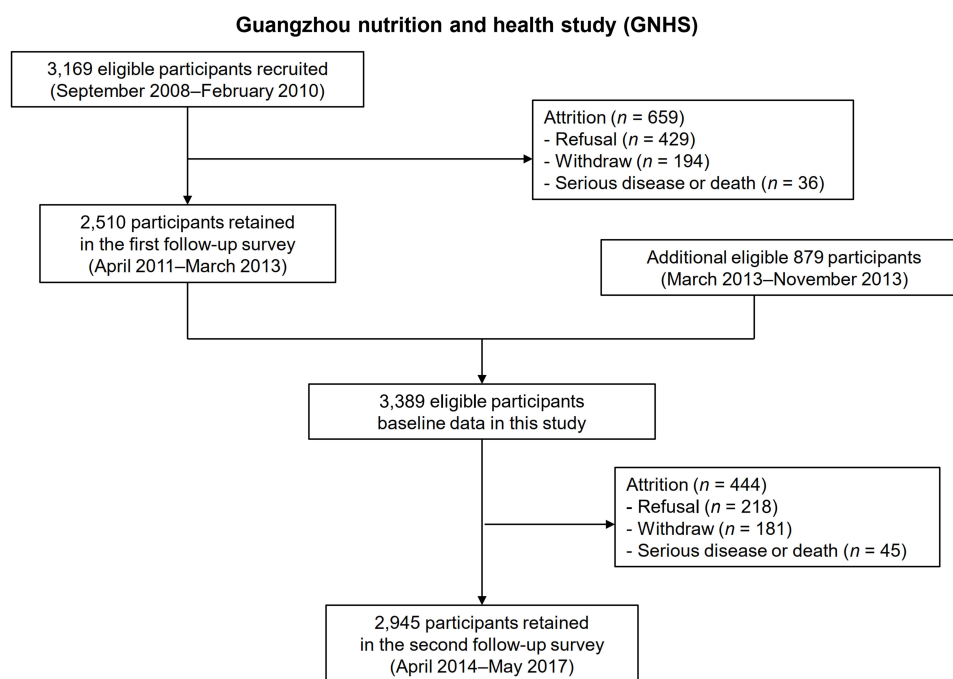 Guangzhou nutrition and health study (GNHS)
3,169 eligible participants recruited
(September 2008–February 2010)
Attrition (n = 659)
- Refusal (n = 429)
- Withdraw (n = 194)
- Serious disease or death (n = 36)
2,510 participants retained
in the first follow-up survey
(April 2011–March 2013)
Additional eligible 879 participants
(March 2013–November 2013)
3,389 eligible participants
baseline data in this study
Attrition (n = 444)
- Refusal (n = 218)
- Withdraw (n = 181)
- Serious disease or death (n = 45)
2,945 participants retained
in the second follow-up survey
(April 2014–May 2017)